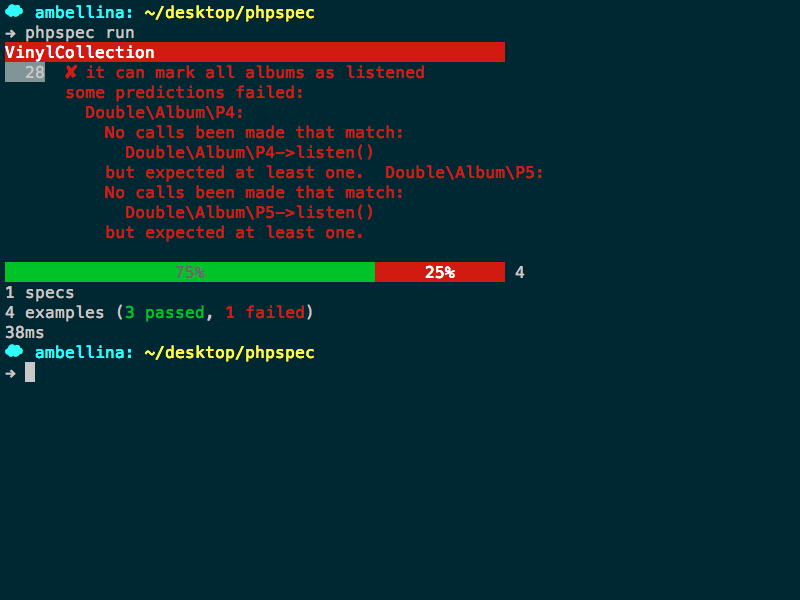 ambellina: ~/desktop/phpspec
→ phpspec run
VinylCollection
28 ✘ it can mark all albums as listened
some predictions failed:
Double\Album\P4:
No calls been made that match:
Double\Album\P4->listen()
but expected at least one. Double\Album\P5:
No calls been made that match:
Double\Album\P5->listen()
but expected at least one.
75% 25% 4
1 specs
4 examples (3 passed, 1 failed)
38ms
ambellina: ~/desktop/phpspec
→